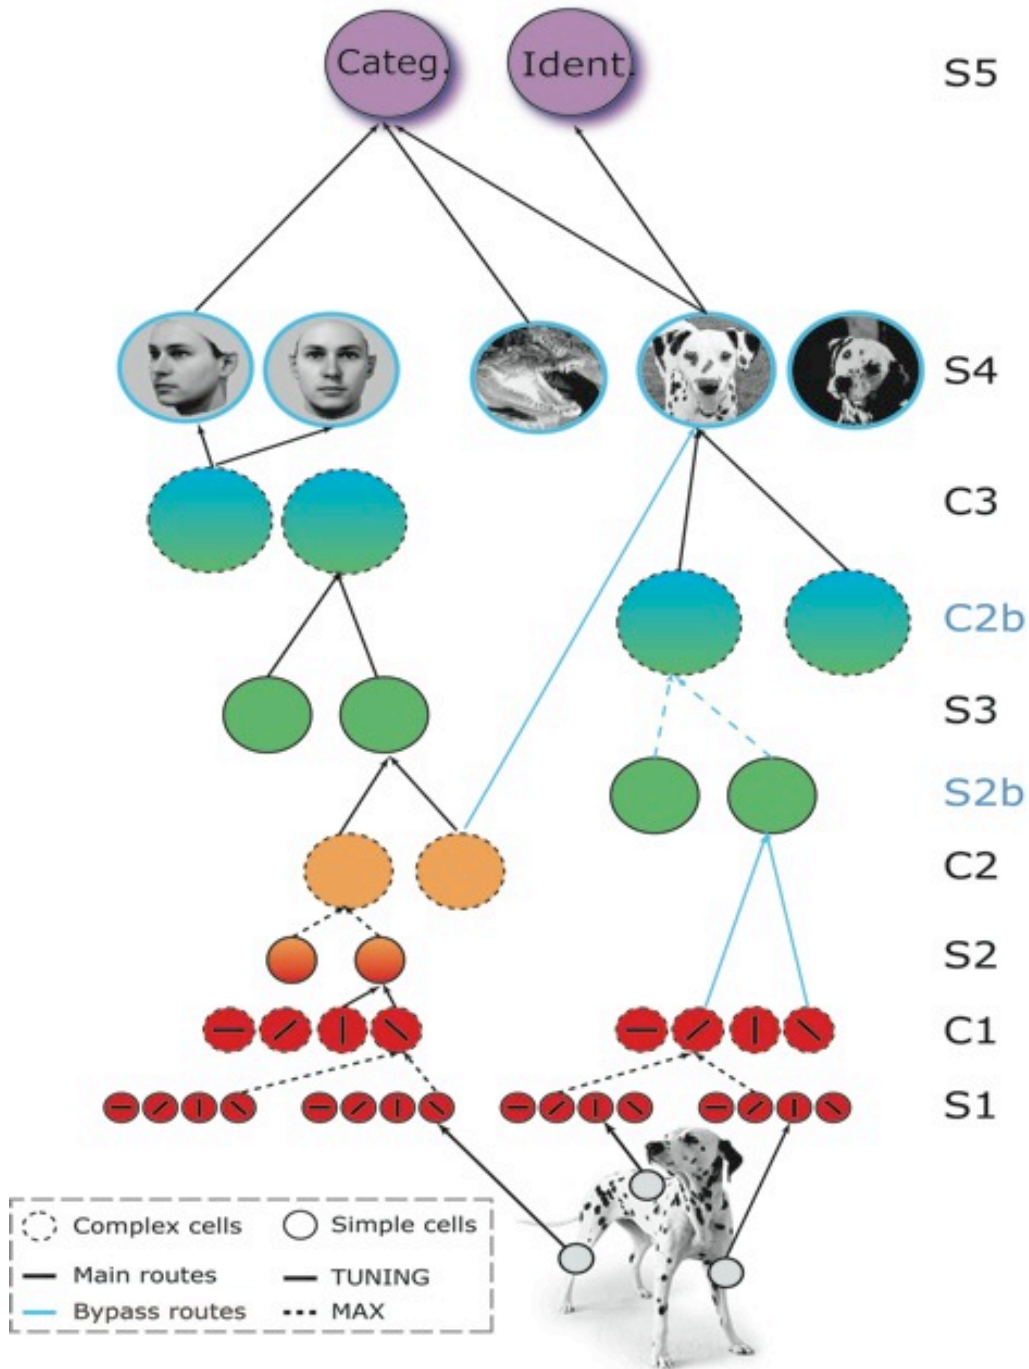 Categ.
Ident.
S5
S4
C3
C2b
S3
S2b
C2
S2
C1
S1
Complex cells
Simple cells
Main routes
TUNING
Bypass routes
MAX